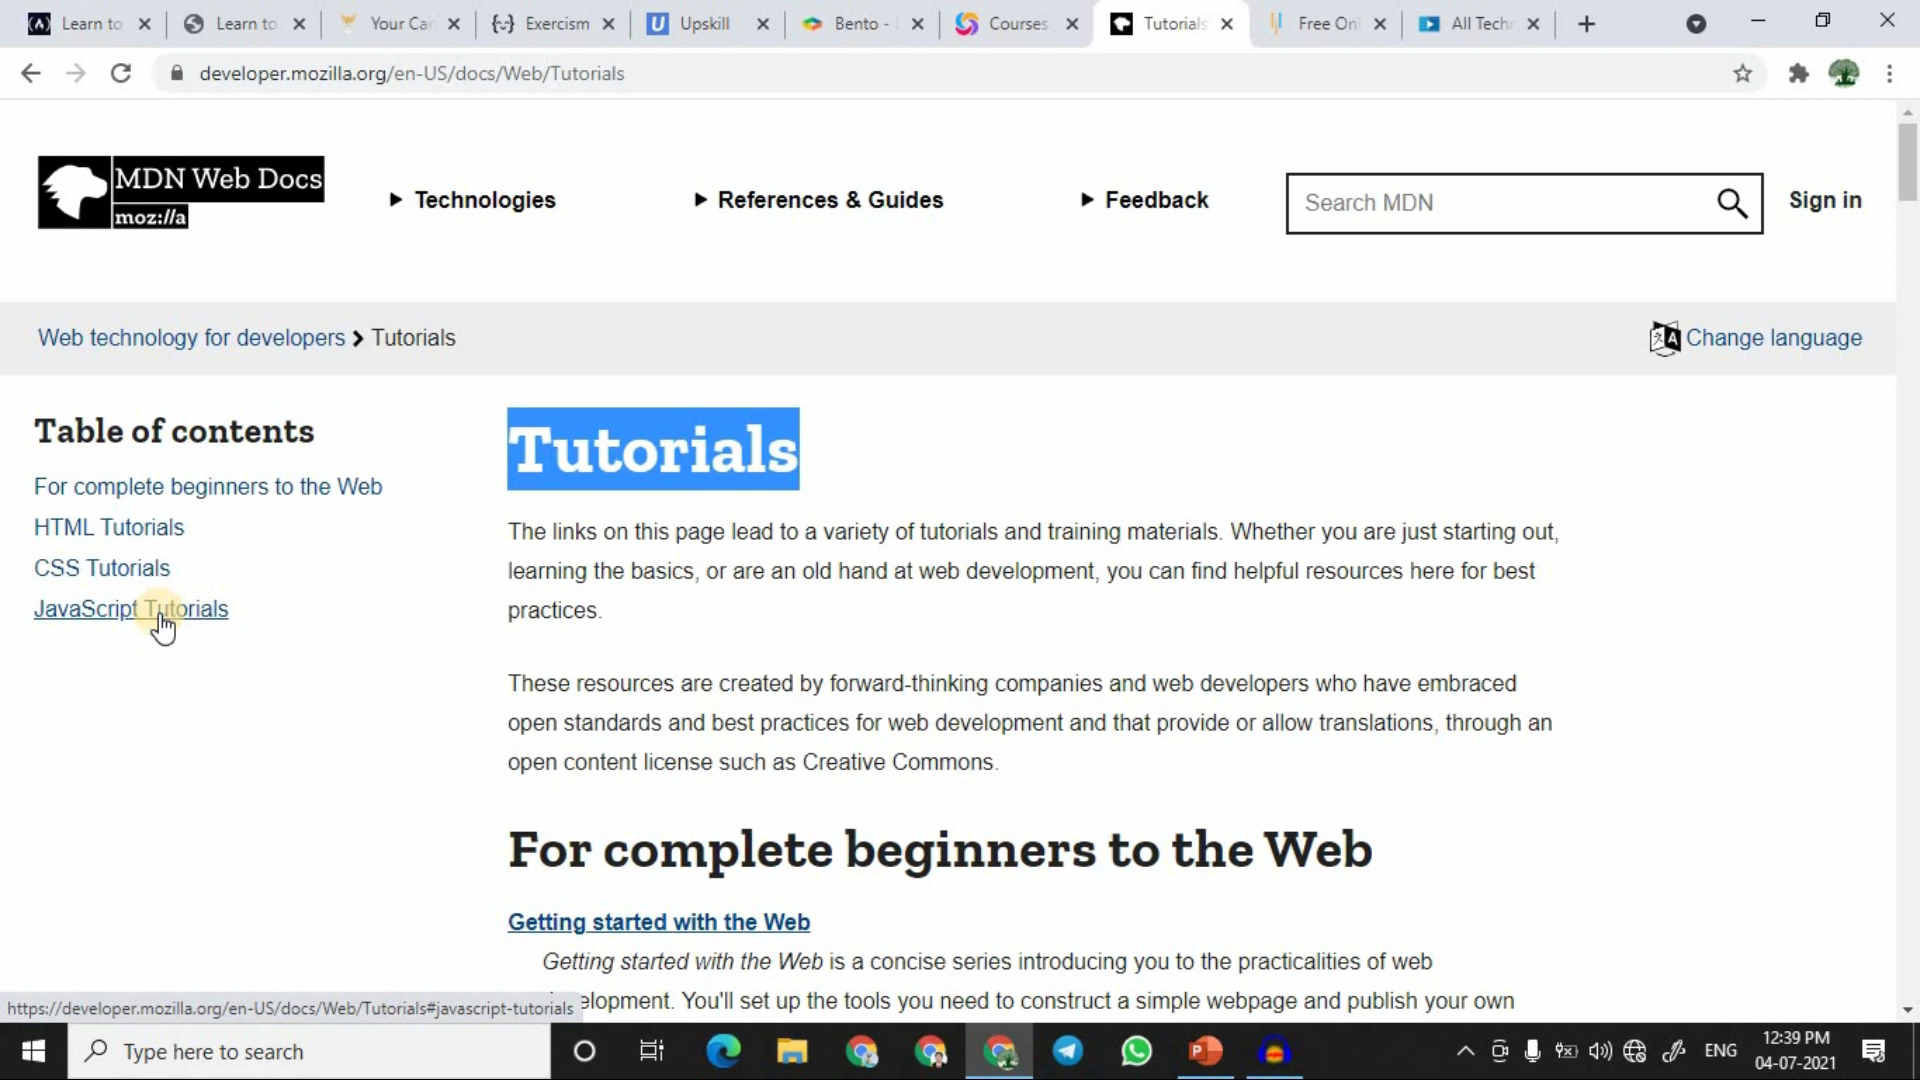 Learn to
Learn to
Your Car
Exercism
Upskill
Bento -
Courses
Tutorials
Free Onl
All Tech
developer.mozilla.org/en-US/docs/Web/Tutorials
MDN Web Docs
moz://a
Technologies
References & Guides
Feedback
Search MDN
Sign in
Web technology for developers > Tutorials
Change language
Table of contents
For complete beginners to the Web
HTML Tutorials
CSS Tutorials
JavaScript Tutorials
Tutorials
The links on this page lead to a variety of tutorials and training materials. Whether you are just starting out,
learning the basics, or are an old hand at web development, you can find helpful resources here for best
practices.
These resources are created by forward-thinking companies and web developers who have embraced
open standards and best practices for web development and that provide or allow translations, through an
open content license such as Creative Commons.
For complete beginners to the Web
Getting started with the Web
Getting started with the Web is a concise series introducing you to the practicalities of web
elopment. You'll set up the tools you need to construct a simple webpage and publish your own
https://developer.mozilla.org/en-US/docs/Web/Tutorials#javascript-tutorials
Type here to search
ENG
12:39 PM
04-07-2021